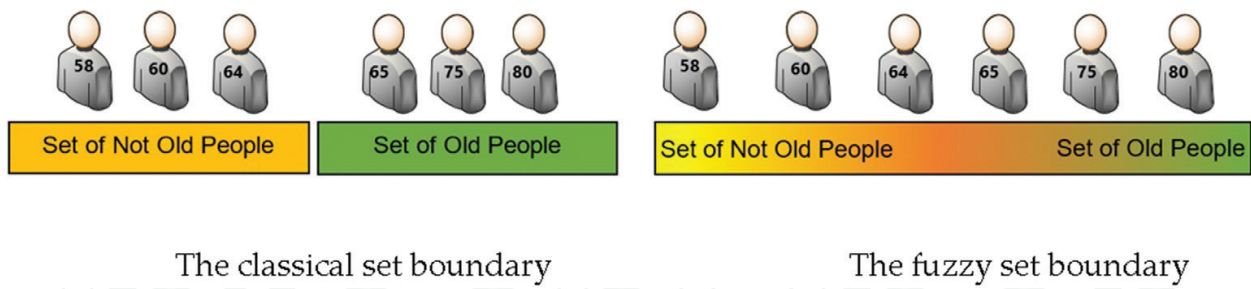 58 60 64 65 75 80
Set of Not Old People Set of Old People
The classical set boundary
58 60 64 65 75 80
Set of Not Old People Set of Old People
The fuzzy set boundary